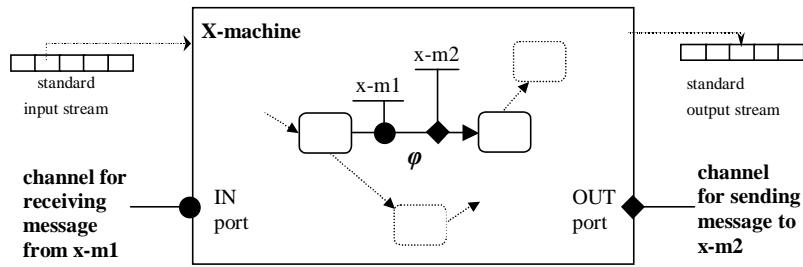 X-machine
standard
input stream
x-m1
x-m2
φ
standard
output stream
channel for
receiving
message
from x-m1
IN
port
OUT
port
channel
for sending
message to
x-m2